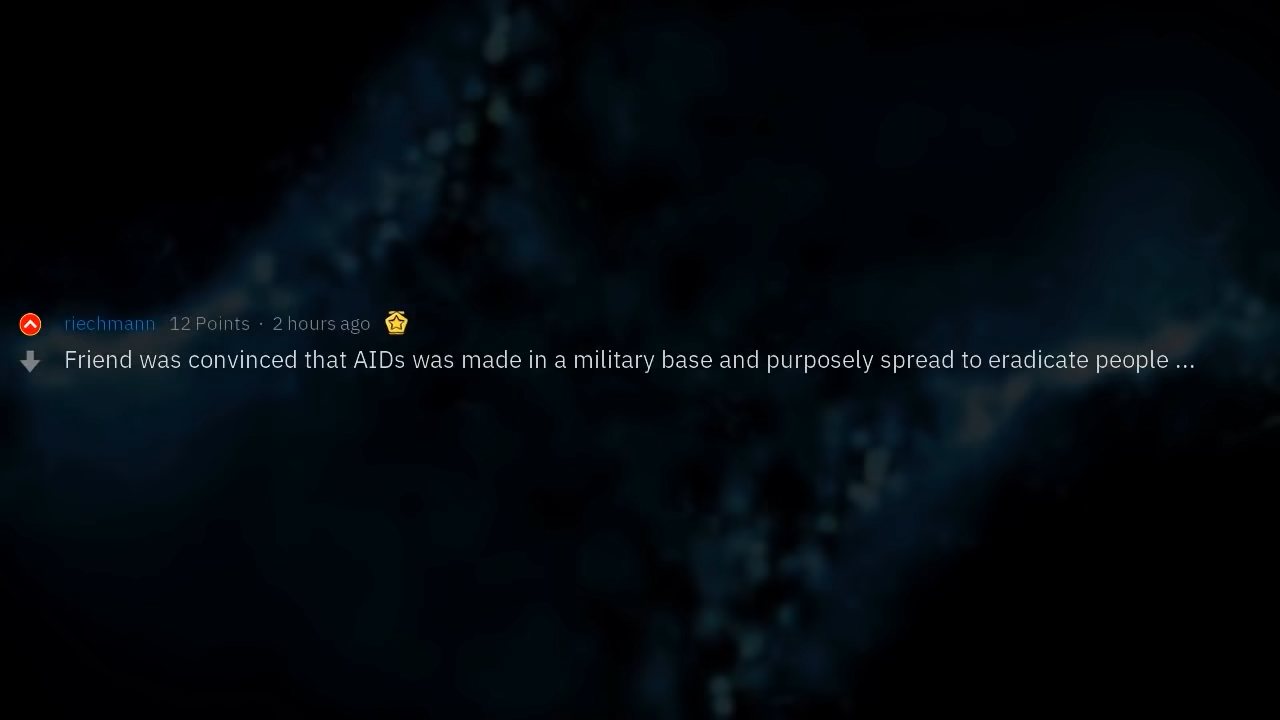 riechmann 12 Points · 2 hours ago
Friend was convinced that AIDs was made in a military base and purposely spread to eradicate people ...